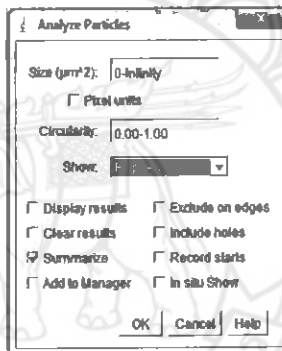 Analyze Particles
Size (µm^2): 0-Infinity
Pixel units
Circularity: 0.00-1.00
Show:
Display results Exclude on edges
Clear results Include holes
Summarize Record starts
Add to Manager In situ Show
OK Cancel Help